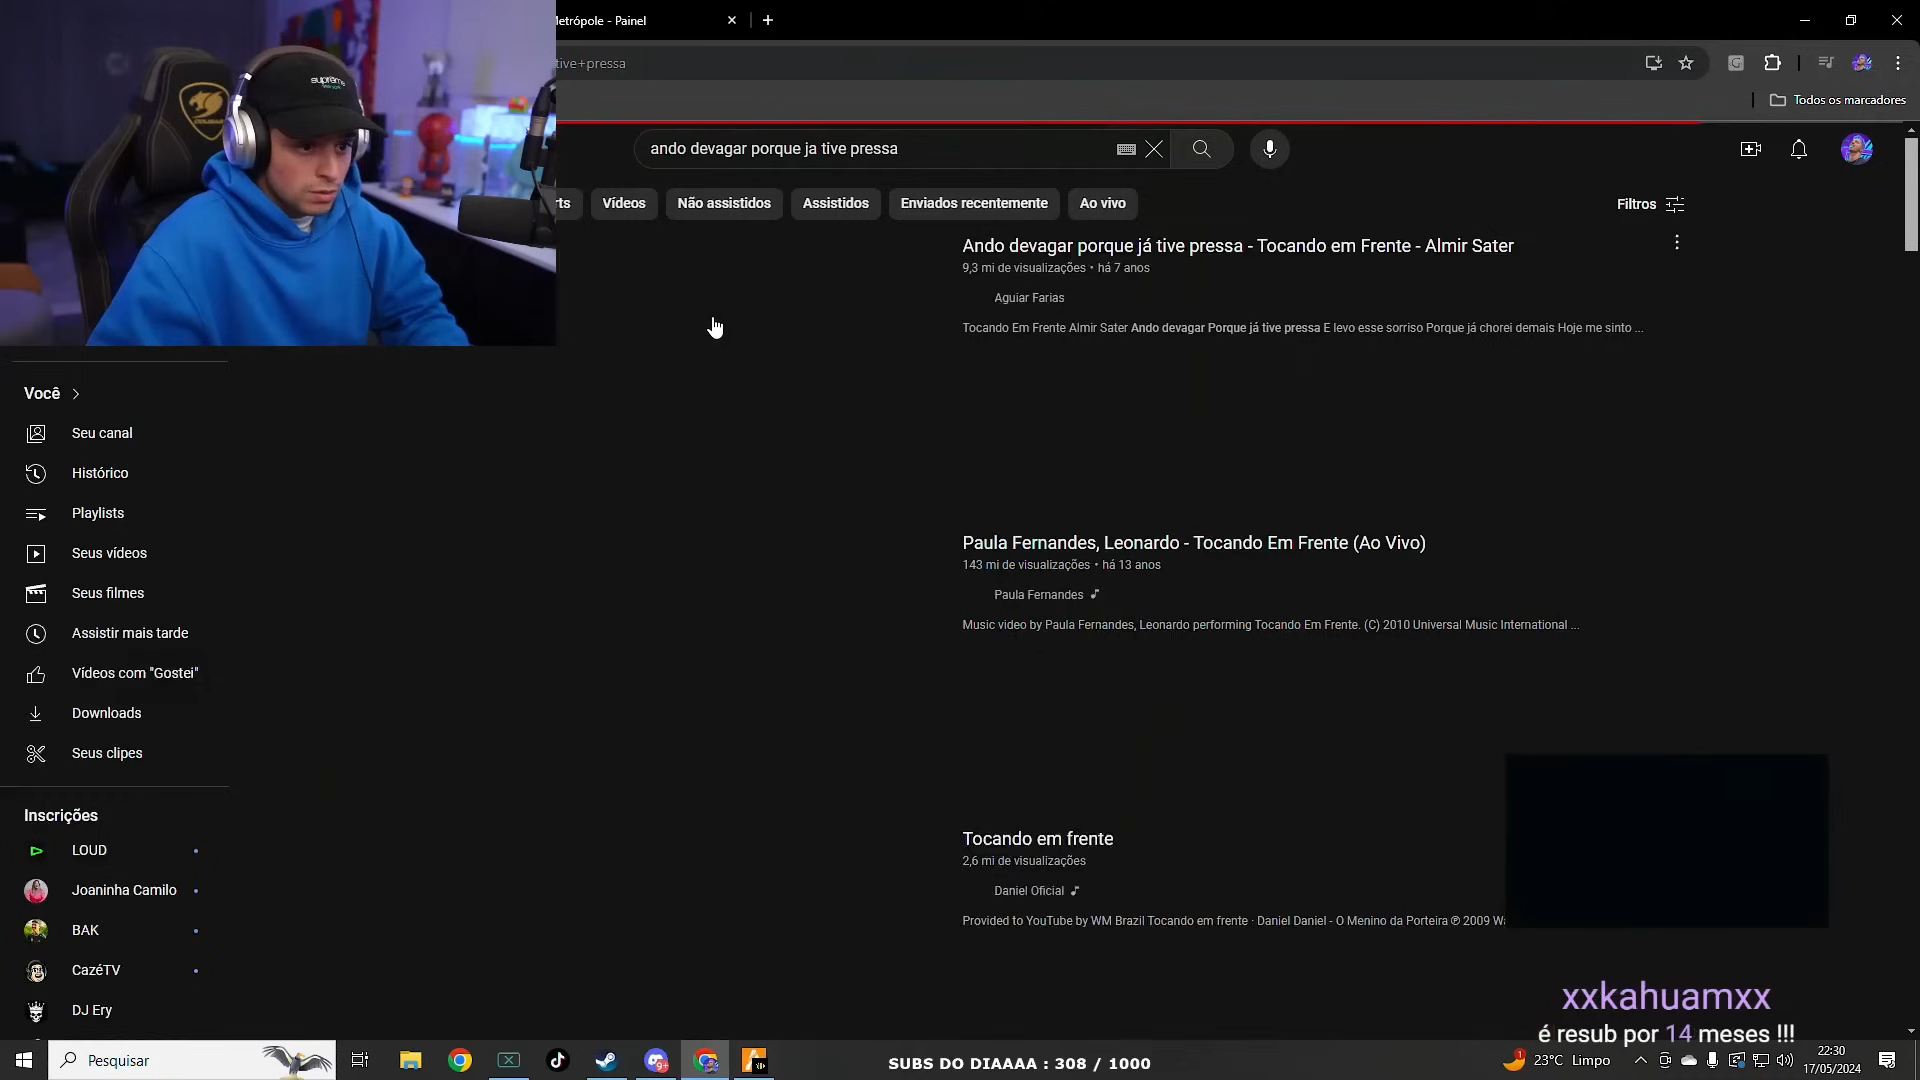 Metrópole - Painel
tive+pressa
Todos os marcadores
supreme
ando devagar porque ja tive pressa
rts
Vídeos
Não assistidos
Assistidos
Enviados recentemente
Ao vivo
Filtros
Ando devagar porque já tive pressa - Tocando em Frente - Almir Sater
9,3 mi de visualizações • há 7 anos
Aguiar Farias
Tocando Em Frente Almir Sater Ando devagar Porque já tive pressa E levo esse sorriso Porque já chorei demais Hoje me sinto ...
Você
Seu canal
Histórico
Playlists
Seus vídeos
Seus filmes
Assistir mais tarde
Vídeos com "Gostei"
Downloads
Seus clipes
Inscrições
LOUD
Joaninha Camilo
BAK
CazéTV
DJ Ery
Paula Fernandes, Leonardo - Tocando Em Frente (Ao Vivo)
143 mi de visualizações • há 13 anos
Paula Fernandes
Music video by Paula Fernandes, Leonardo performing Tocando Em Frente. (C) 2010 Universal Music International ...
Tocando em frente
2,6 mi de visualizações
Daniel Oficial
Provided to YouTube by WM Brazil Tocando em frente · Daniel Daniel - O Menino da Porteira ℗ 2009
xxkahuamxx
é resub por 14 meses !!!
Pesquisar
9+
SUBS DO DIAAAA : 308 / 1000
1
23°C Limpo
22:30
17/05/2024